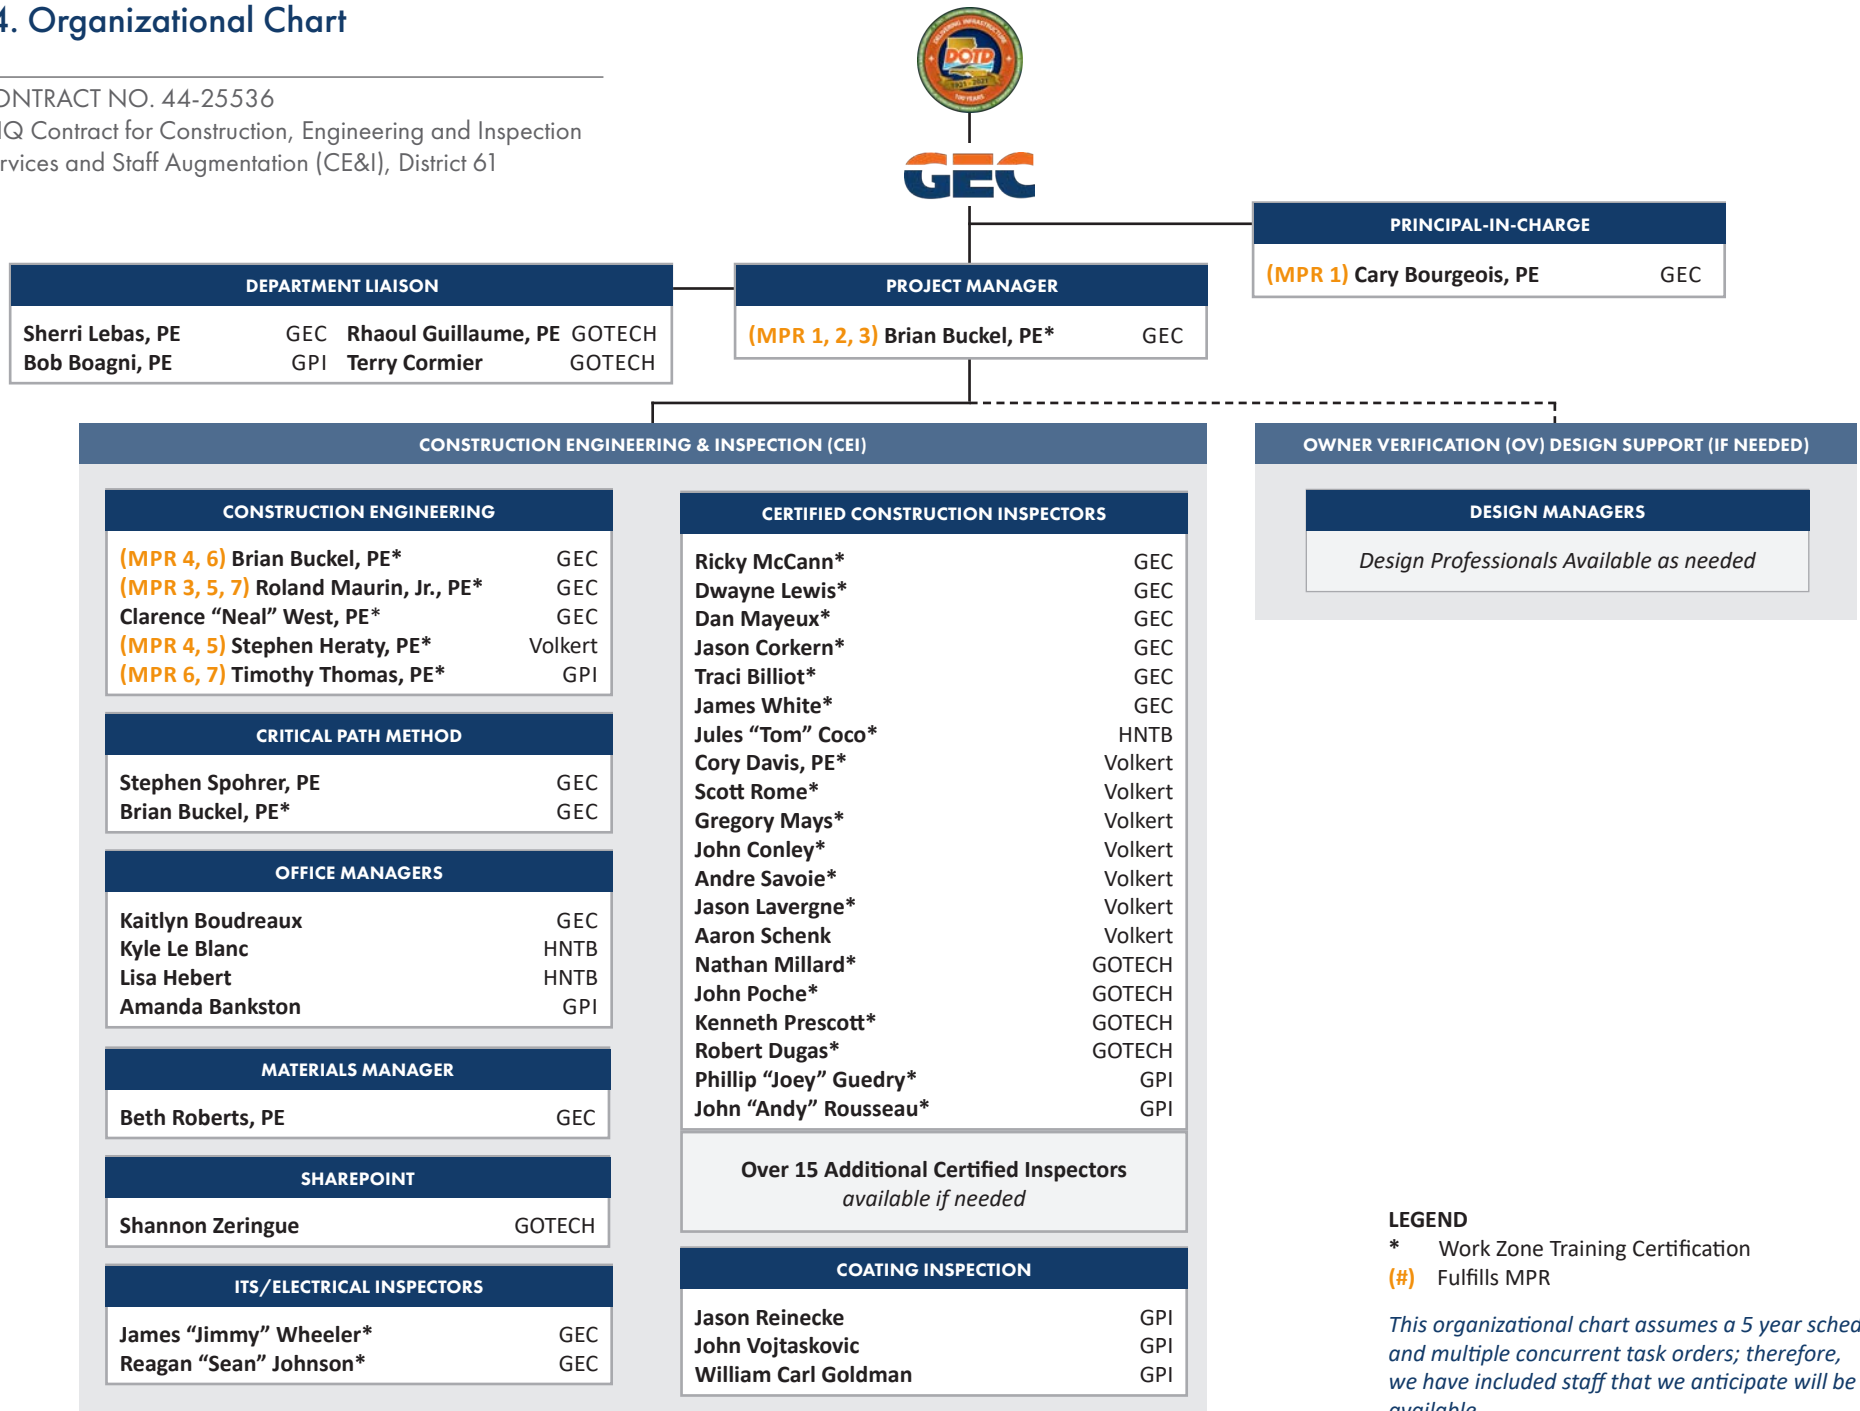 4. Organizational Chart
CONTRACT NO. 44-25536
Contract for Construction, Engineering and Inspection
and Staff Augmentation (CE&I), District 61
DELIVERING INFRASTRUCTURE
DOTD
1921 - 2021
100 YEARS
GEC
PRINCIPAL-IN-CHARGE
(MPR 1) Cary Bourgeois, PE GEC
DEPARTMENT LIAISON
Sherri Lebas, PE GEC Rhaoul Guillaume, PE GOTECH
Bob Boagni, PE GPI Terry Cormier GOTECH
PROJECT MANAGER
(MPR 1, 2, 3) Brian Buckel, PE* GEC
CONSTRUCTION ENGINEERING & INSPECTION (CEI)
CONSTRUCTION ENGINEERING
(MPR 4, 6) Brian Buckel, PE* GEC
(MPR 3, 5, 7) Roland Maurin, Jr., PE* GEC
Clarence “Neal” West, PE* GEC
(MPR 4, 5) Stephen Heraty, PE* Volkert
(MPR 6, 7) Timothy Thomas, PE* GPI
CRITICAL PATH METHOD
Stephen Spohrer, PE GEC
Brian Buckel, PE* GEC
OFFICE MANAGERS
Kaitlyn Boudreaux GEC
Kyle Le Blanc HNTB
Lisa Hebert HNTB
Amanda Bankston GPI
MATERIALS MANAGER
Beth Roberts, PE GEC
SHAREPOINT
Shannon Zeringue GOTECH
ITS/ELECTRICAL INSPECTORS
James “Jimmy” Wheeler* GEC
Reagan “Sean” Johnson* GEC
CERTIFIED CONSTRUCTION INSPECTORS
Ricky McCann* GEC
Dwayne Lewis* GEC
Dan Mayeux* GEC
Jason Corkern* GEC
Traci Billiot* GEC
James White* GEC
Jules “Tom” Coco* HNTB
Cory Davis, PE* Volkert
Scott Rome* Volkert
Gregory Mays* Volkert
John Conley* Volkert
Andre Savoie* Volkert
Jason Lavergne* Volkert
Aaron Schenk Volkert
Nathan Millard* GOTECH
John Poche* GOTECH
Kenneth Prescott* GOTECH
Robert Dugas* GOTECH
Phillip “Joey” Guedry* GPI
John “Andy” Rousseau* GPI
Over 15 Additional Certified Inspectors
available if needed
COATING INSPECTION
Jason Reinecke GPI
John Vojtaskovic GPI
William Carl Goldman GPI
OWNER VERIFICATION (OV) DESIGN SUPPORT (IF NEEDED)
DESIGN MANAGERS
Design Professionals Available as needed
LEGEND
* Work Zone Training Certification
(#) Fulfills MPR
This organizational chart assumes a 5 year
and multiple concurrent task orders; therefore,
we have included staff that we anticipate will be
available